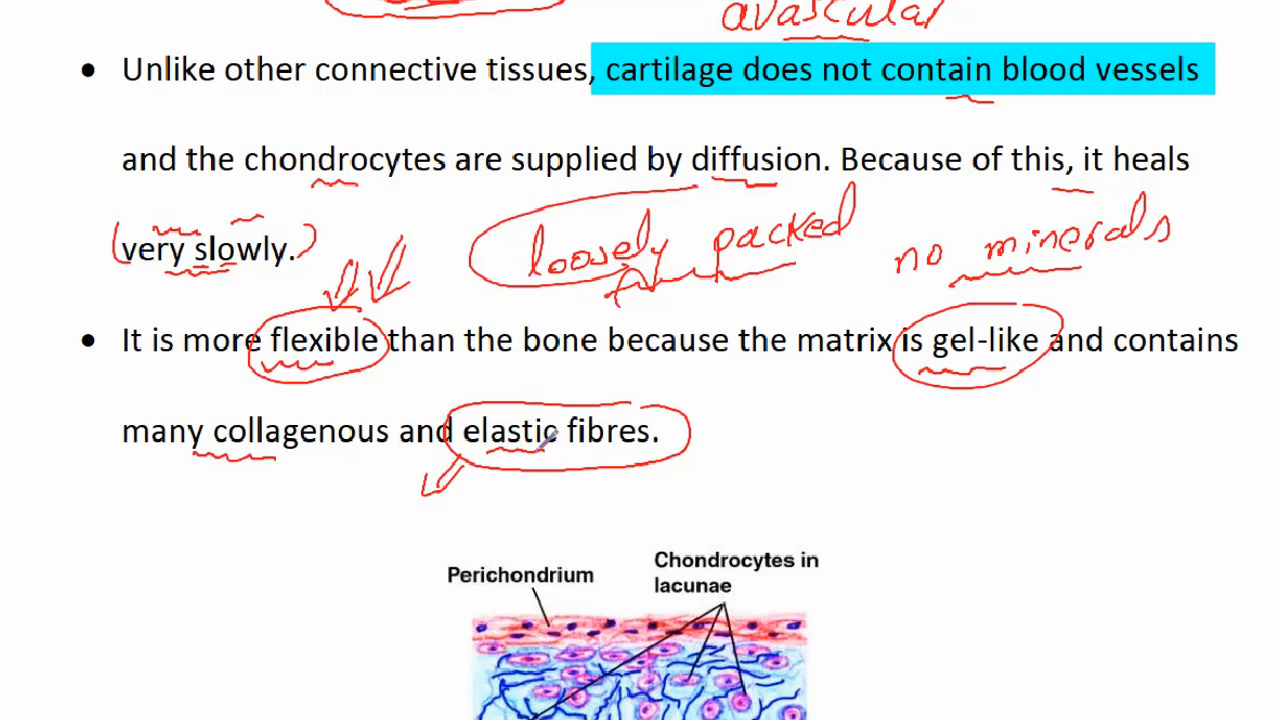 avascular
• Unlike other connective tissues, cartilage does not contain blood vessels
and the chondrocytes are supplied by diffusion. Because of this, it heals
(very slowly.)
loosely packed
no minerals
• It is more flexible than the bone because the matrix is gel-like and contains
many collagenous and elastic fibres.
Perichondrium
Chondrocytes in
lacunae